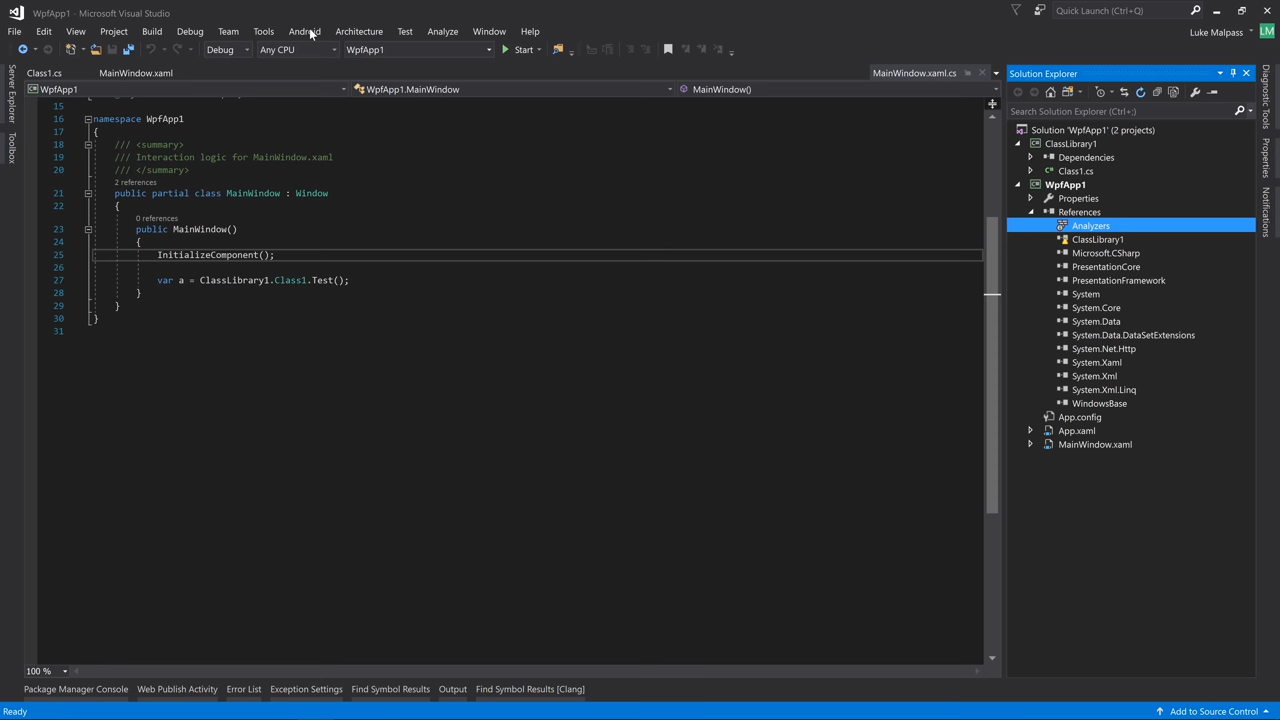 WpfApp1 - Microsoft Visual Studio
Quick Launch (Ctrl+Q)
File Edit View Project Build Debug Team Tools Android Architecture Test Analyze Window Help
Luke Malpass LM
Debug Any CPU WpfApp1 Start
Server Explorer
Toolbox
Class1.cs MainWindow.xaml MainWindow.xaml.cs
WpfApp1 WpfApp1.MainWindow MainWindow()
15
16 namespace WpfApp1
17 {
18 /// <summary>
19 /// Interaction logic for MainWindow.xaml
20 /// </summary>
2 references
21 public partial class MainWindow : Window
22 {
0 references
23 public MainWindow()
24 {
25 InitializeComponent();
26
27 var a = ClassLibrary1.Class1.Test();
28 }
29 }
30 }
31
100 %
Solution Explorer
Search Solution Explorer (Ctrl+;)
Solution 'WpfApp1' (2 projects)
ClassLibrary1
Dependencies
Class1.cs
WpfApp1
Properties
References
Analyzers
ClassLibrary1
Microsoft.CSharp
PresentationCore
PresentationFramework
System
System.Core
System.Data
System.Data.DataSetExtensions
System.Net.Http
System.Xaml
System.Xml
System.Xml.Linq
WindowsBase
App.config
App.xaml
MainWindow.xaml
Diagnostic Tools
Properties
Notifications
Package Manager Console Web Publish Activity Error List Exception Settings Find Symbol Results Output Find Symbol Results [Clang]
Ready Add to Source Control